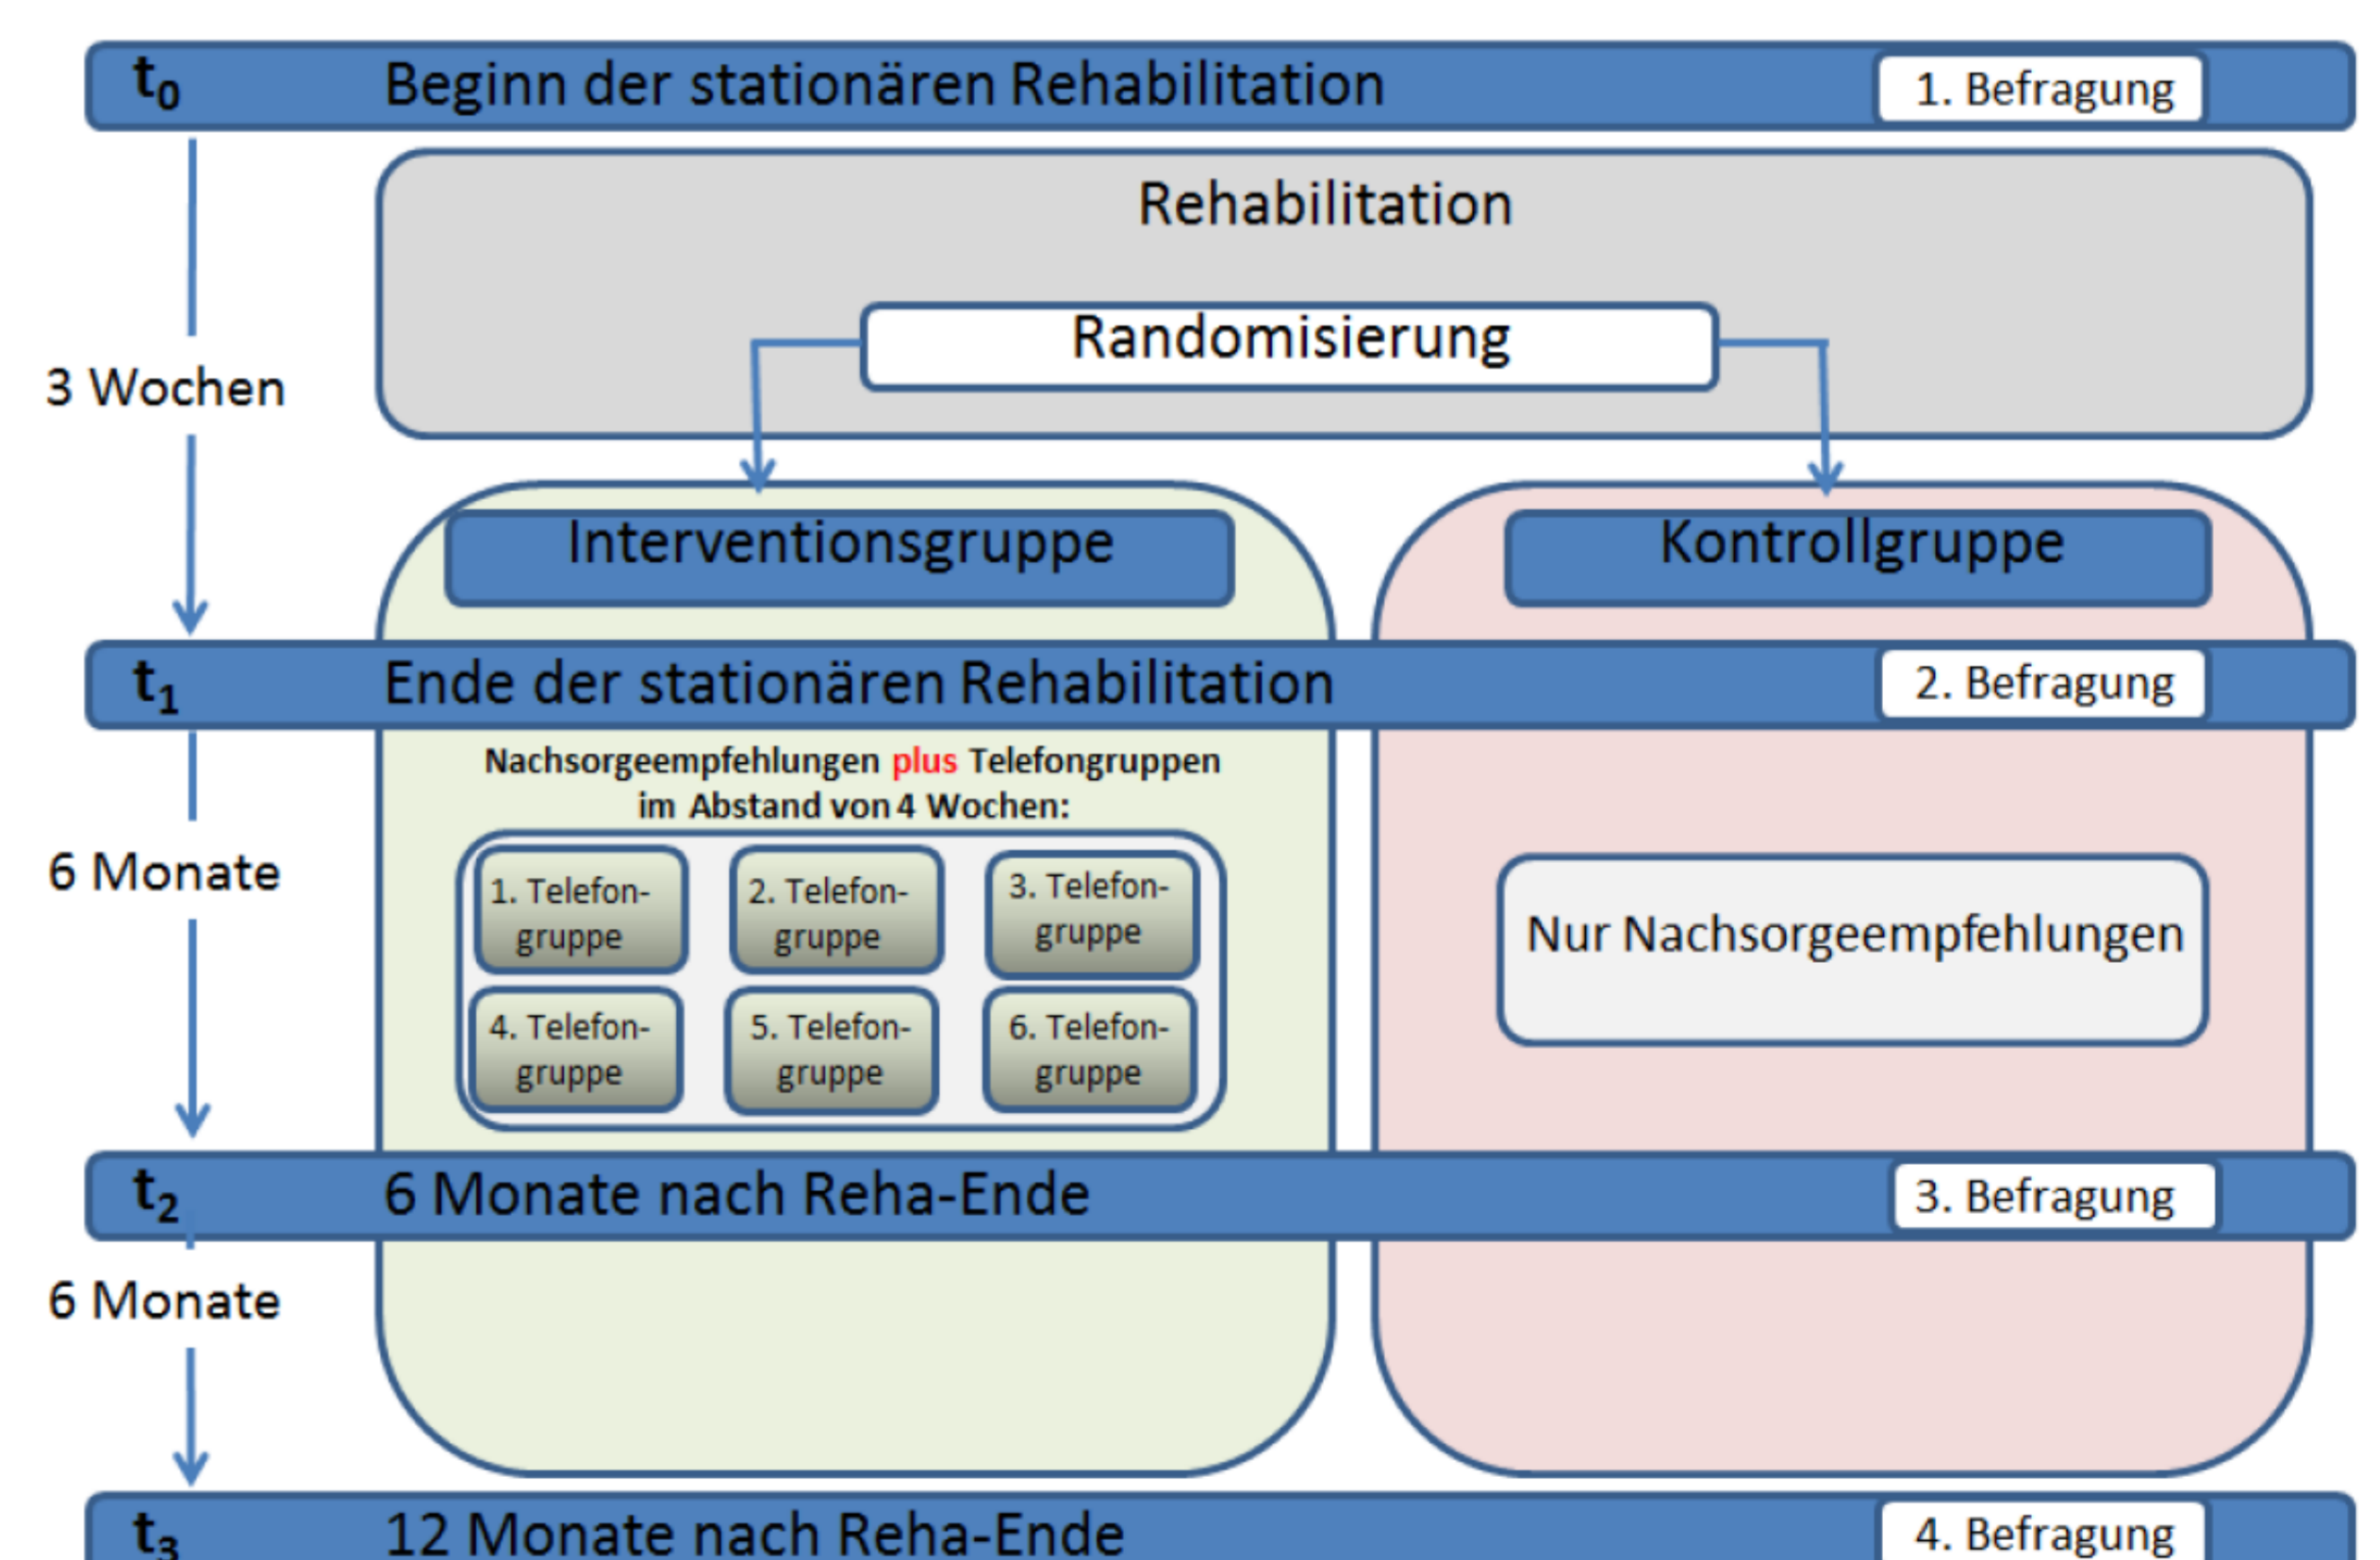 t0 Beginn der stationären Rehabilitation 1. Befragung
Rehabilitation
Randomisierung
3 Wochen
Interventionsgruppe Kontrollgruppe
t1 Ende der stationären Rehabilitation 2. Befragung
Nachsorgeempfehlungen plus Telefongruppen
im Abstand von 4 Wochen:
6 Monate
1. Telefon-
gruppe
2. Telefon-
gruppe
3. Telefon-
gruppe
4. Telefon-
gruppe
5. Telefon-
gruppe
6. Telefon-
gruppe
Nur Nachsorgeempfehlungen
t2 6 Monate nach Reha-Ende 3. Befragung
6 Monate
t3 12 Monate nach Reha-Ende 4. Befragung